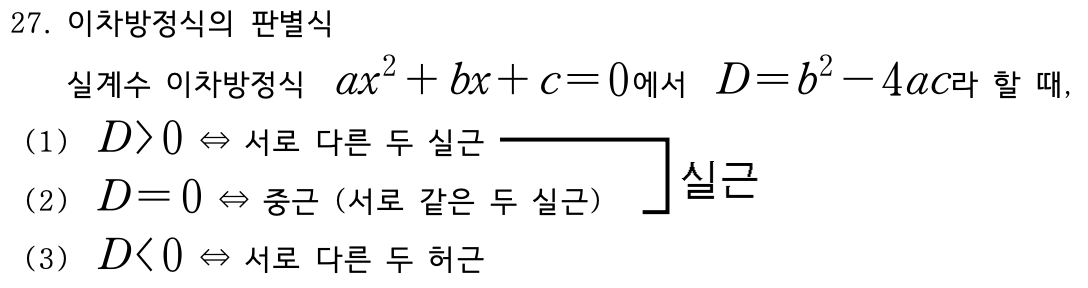 27. 이차방정식의 판별식
실계수 이차방정식 ax² + bx + c = 0에서 D = b² − 4ac라 할 때,
(1) D > 0 ⇔ 서로 다른 두 실근
실근
(2) D = 0 ⇔ 중근 (서로 같은 두 실근)
(3) D < 0 ⇔ 서로 다른 두 허근